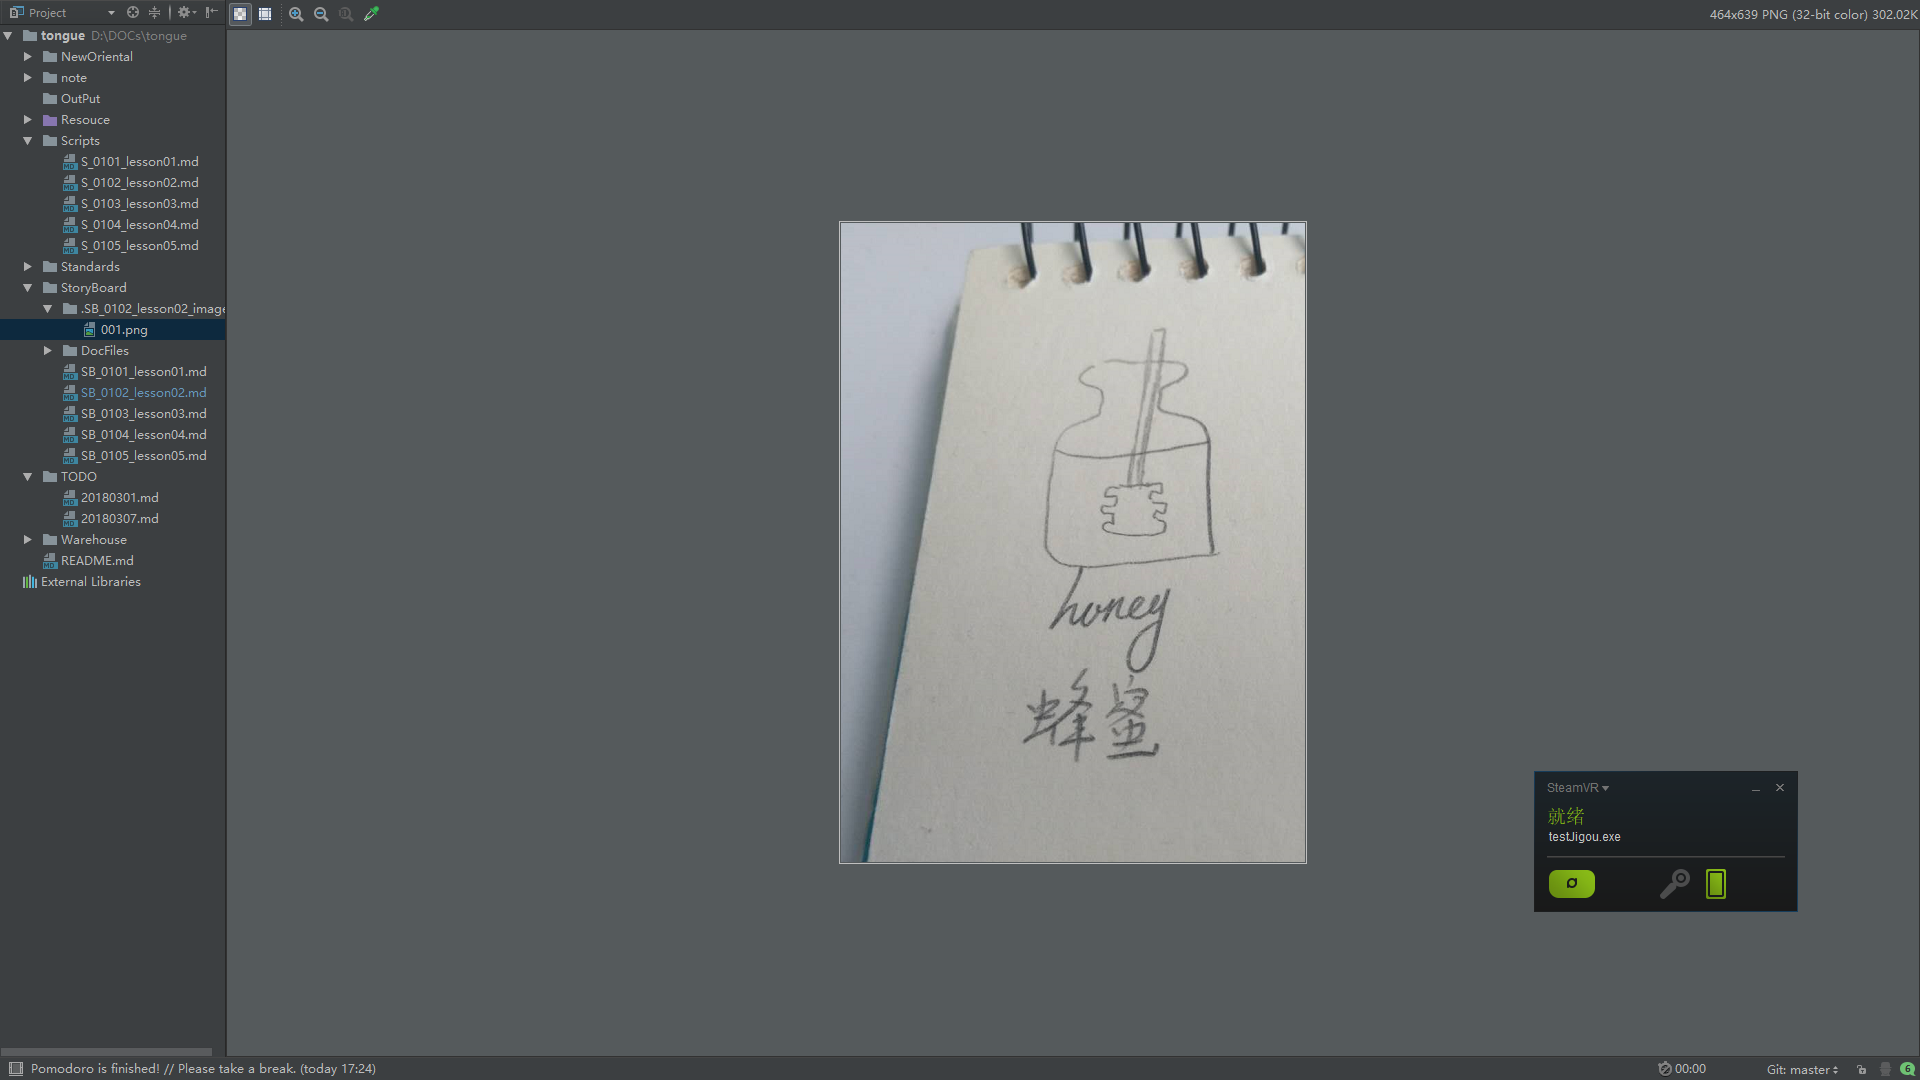 Project
464x639 PNG (32-bit color) 302.02K
tongue D:\DOCs\tongue
NewOriental
note
OutPut
Resouce
Scripts
S_0101_lesson01.md
S_0102_lesson02.md
S_0103_lesson03.md
S_0104_lesson04.md
S_0105_lesson05.md
Standards
StoryBoard
.SB_0102_lesson02_image
001.png
DocFiles
SB_0101_lesson01.md
SB_0102_lesson02.md
SB_0103_lesson03.md
SB_0104_lesson04.md
SB_0105_lesson05.md
TODO
20180301.md
20180307.md
Warehouse
README.md
External Libraries
honey
蜂蜜
SteamVR
就绪
testJigou.exe
Pomodoro is finished! // Please take a break. (today 17:24)
00:00
Git: master
6